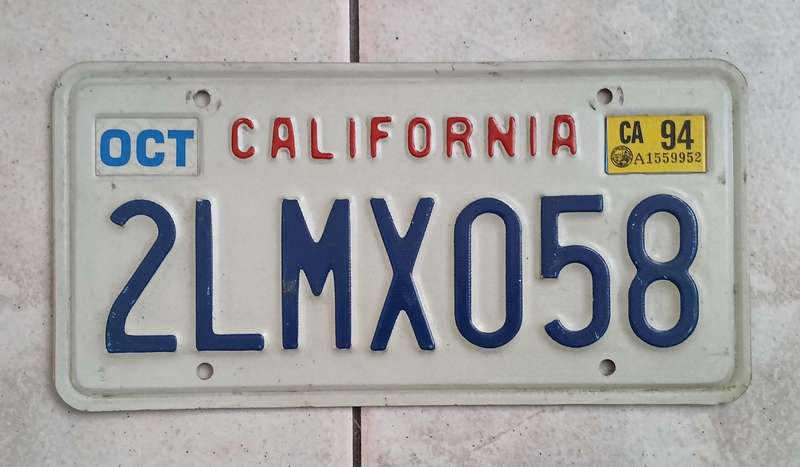 OCT
CALIFORNIA
CA 94
A1559952
2LMX058